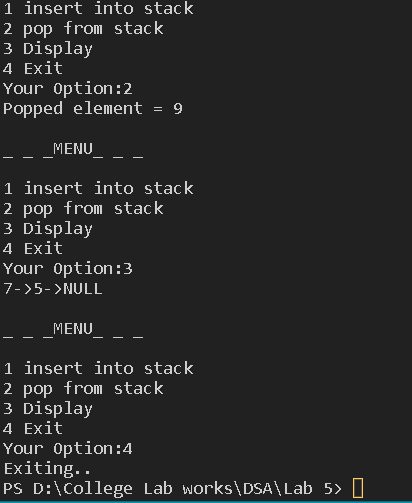 1 insert into stack
2 pop from stack
3 Display
4 Exit
Your Option:2
Popped element = 9
_ _ _MENU_ _ _
1 insert into stack
2 pop from stack
3 Display
4 Exit
Your Option:3
7->5->NULL
_ _ _MENU_ _ _
1 insert into stack
2 pop from stack
3 Display
4 Exit
Your Option:4
Exiting..
PS D:\College Lab works\DSA\Lab 5>